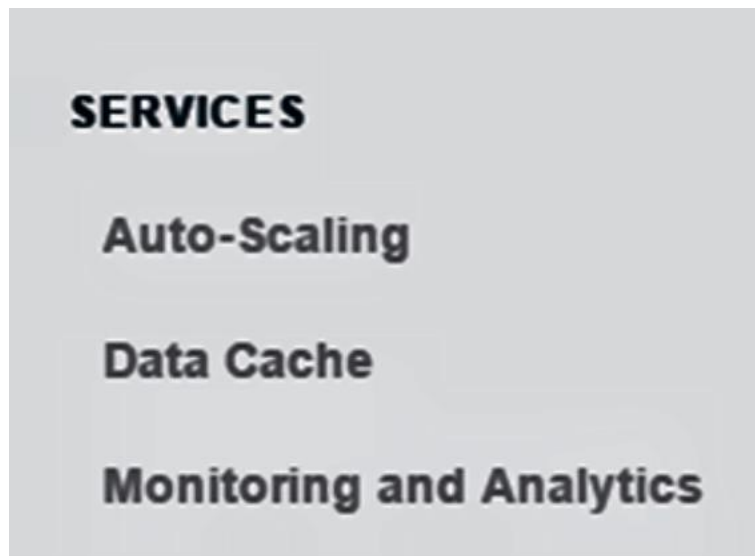 SERVICES
Auto-Scaling
Data Cache
Monitoring and Analytics